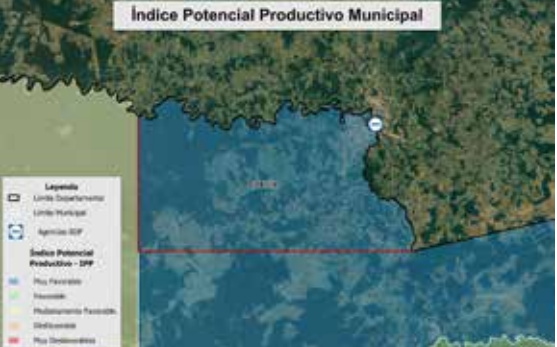 Índice Potencial Productivo Municipal
Leyenda
Límite Departamental
Límite Municipal
Agencias BDP
Índice Potencial
Productivo - IPP
Muy Favorable
Favorable
Medianamente Favorable
Desfavorable
Muy Desfavorable